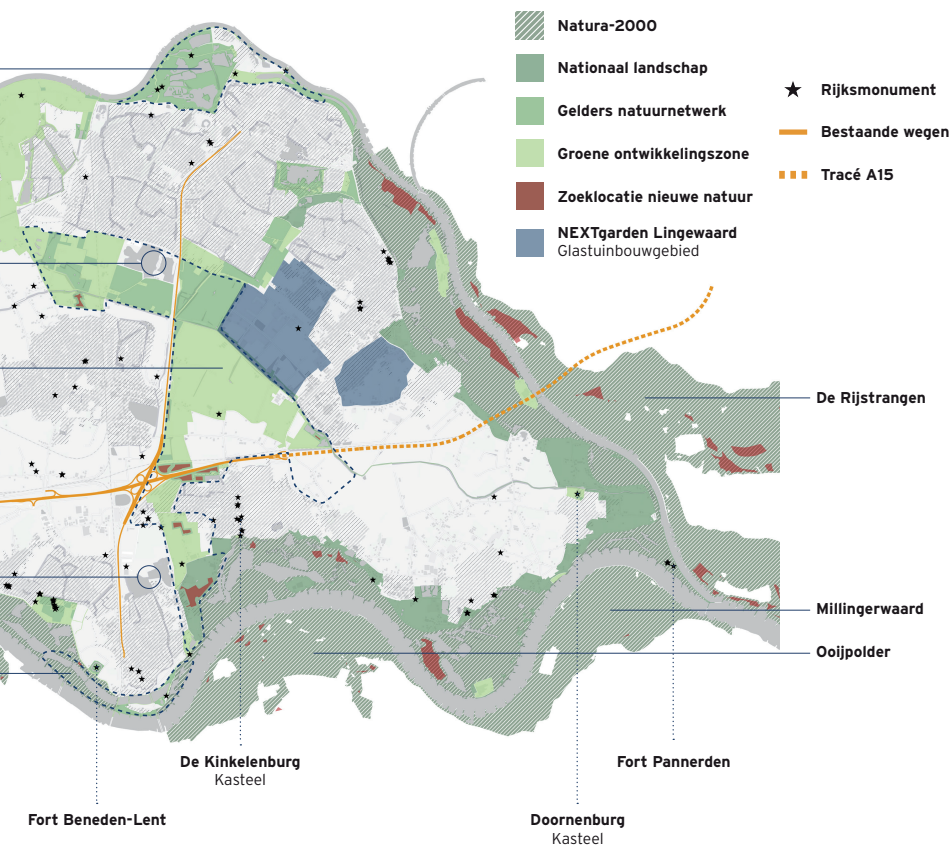 Natura-2000
Nationaal landschap
Gelders natuurnetwerk
Groene ontwikkelingszone
Zoeklocatie nieuwe natuur
NEXTgarden Lingewaard
Glastuinbouwgebied
Rijksmonument
Bestaande wegen
Tracé A15
De Rijstrangen
Millingerwaard
Ooijpolder
De Kinkelenburg
Kasteel
Fort Pannerden
Fort Beneden-Lent
Doornenburg
Kasteel